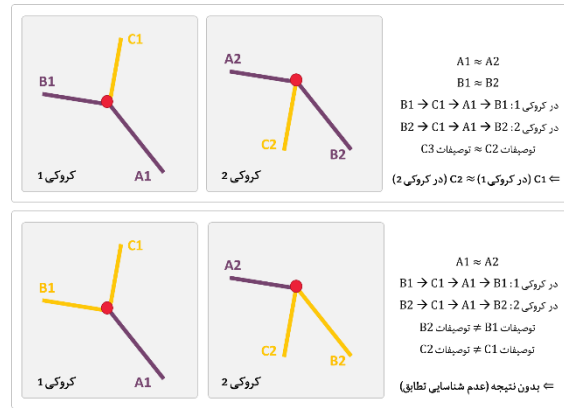 C1
B1
A1
کروکی 1
A2
C2
B2
کروکی 2
A1 ≈ A2
B1 ≈ B2
در کروکی 1: B1 → C1 → A1 → B1
در کروکی 2: B2 → C1 → A1 → B2
توصیفات C2 ≈ توصیفات C3
⇐ C1 (در کروکی 1) ≈ C2 (در کروکی 2)
C1
B1
A1
کروکی 1
A2
C2
B2
کروکی 2
A1 ≈ A2
در کروکی 1: B1 → C1 → A1 → B1
در کروکی 2: B2 → C1 → A1 → B2
توصیفات B1 ≠ توصیفات B2
توصیفات C1 ≠ توصیفات C2
⇐ بدون نتیجه (عدم شناسایی تطابق)